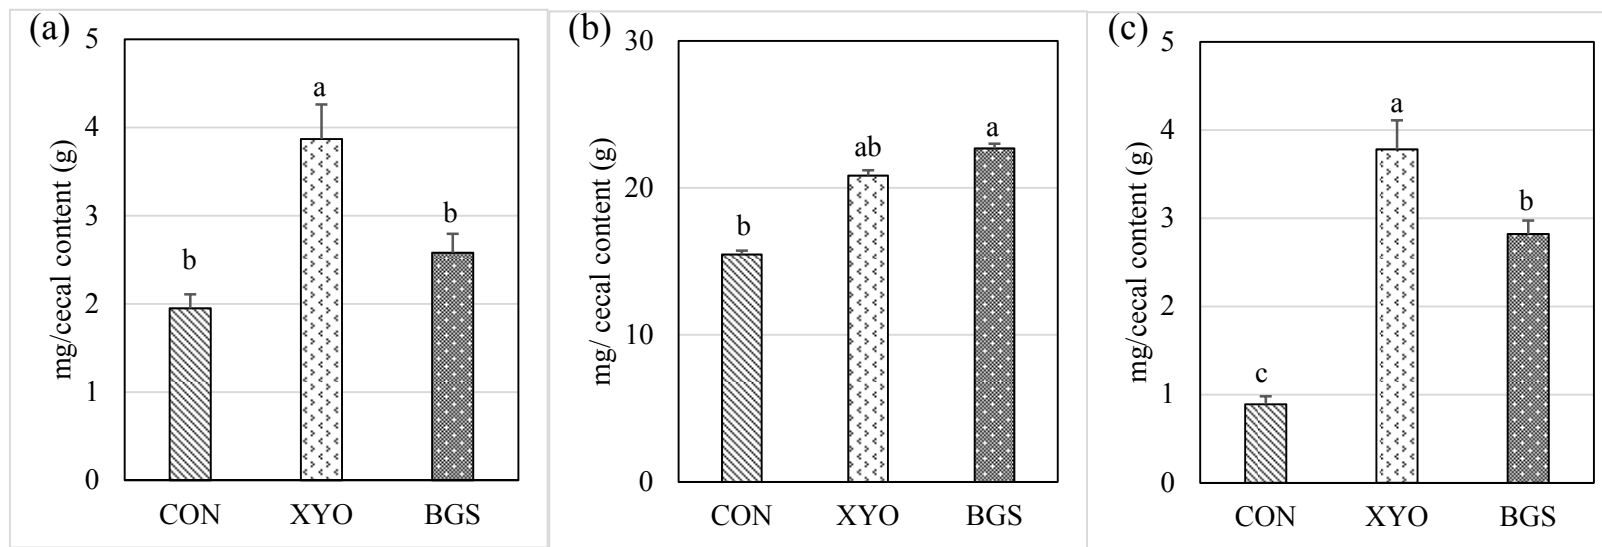 (a)
mg/cecal content (g)
5
4
3
2
1
0
b
a
b
CON XYO BGS
(b)
mg/ cecal content (g)
30
20
10
0
b
ab
a
CON XYO BGS
(c)
mg/cecal content (g)
5
4
3
2
1
0
c
a
b
CON XYO BGS